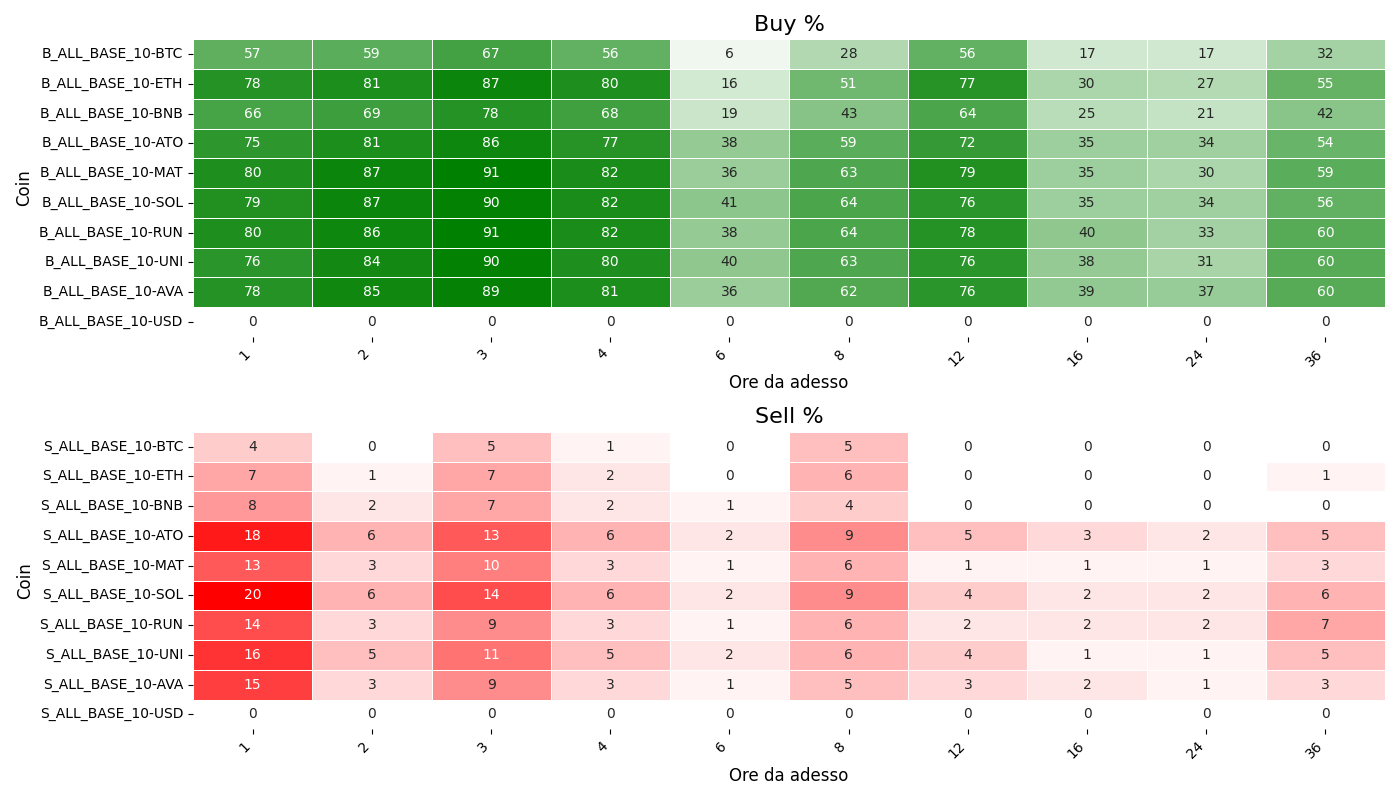 Buy %
Coin
B_ALL_BASE_10-BTC 57 59 67 56 6 28 56 17 17 32
B_ALL_BASE_10-ETH 78 81 87 80 16 51 77 30 27 55
B_ALL_BASE_10-BNB 66 69 78 68 19 43 64 25 21 42
B_ALL_BASE_10-ATO 75 81 86 77 38 59 72 35 34 54
B_ALL_BASE_10-MAT 80 87 91 82 36 63 79 35 30 59
B_ALL_BASE_10-SOL 79 87 90 82 41 64 76 35 34 56
B_ALL_BASE_10-RUN 80 86 91 82 38 64 78 40 33 60
B_ALL_BASE_10-UNI 76 84 90 80 40 63 76 38 31 60
B_ALL_BASE_10-AVA 78 85 89 81 36 62 76 39 37 60
B_ALL_BASE_10-USD 0 0 0 0 0 0 0 0 0 0
1 2 3 4 6 8 12 16 24 36
Ore da adesso
Sell %
Coin
S_ALL_BASE_10-BTC 4 0 5 1 0 5 0 0 0 0
S_ALL_BASE_10-ETH 7 1 7 2 0 6 0 0 0 1
S_ALL_BASE_10-BNB 8 2 7 2 1 4 0 0 0 0
S_ALL_BASE_10-ATO 18 6 13 6 2 9 5 3 2 5
S_ALL_BASE_10-MAT 13 3 10 3 1 6 1 1 1 3
S_ALL_BASE_10-SOL 20 6 14 6 2 9 4 2 2 6
S_ALL_BASE_10-RUN 14 3 9 3 1 6 2 2 2 7
S_ALL_BASE_10-UNI 16 5 11 5 2 6 4 1 1 5
S_ALL_BASE_10-AVA 15 3 9 3 1 5 3 2 1 3
S_ALL_BASE_10-USD 0 0 0 0 0 0 0 0 0 0
1 2 3 4 6 8 12 16 24 36
Ore da adesso